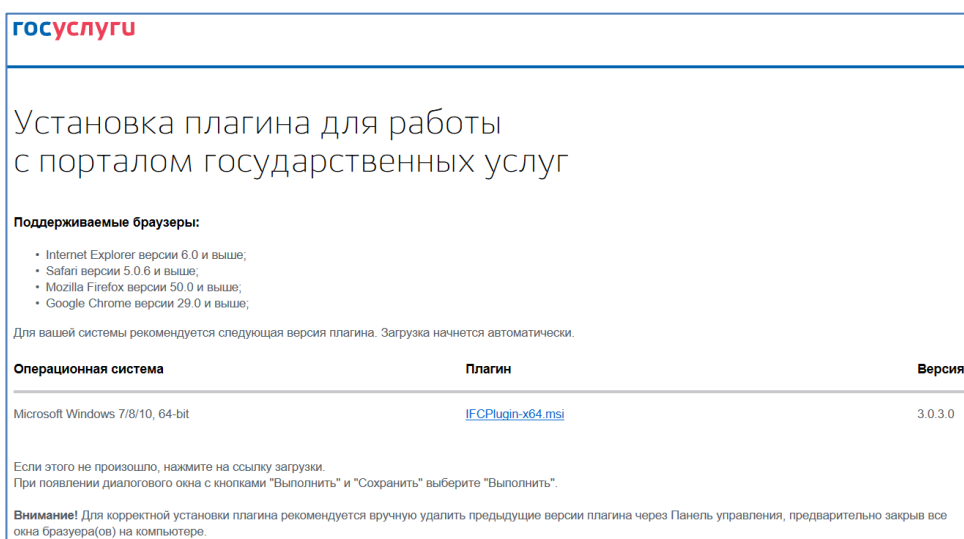 госуслуги
Установка плагина для работы
с порталом государственных услуг
Поддерживаемые браузеры:
• Internet Explorer версии 6.0 и выше;
• Safari версии 5.0.6 и выше;
• Mozilla Firefox версии 50.0 и выше;
• Google Chrome версии 29.0 и выше;
Для вашей системы рекомендуется следующая версия плагина. Загрузка начнется автоматически.
Операционная система Плагин Версия
Microsoft Windows 7/8/10, 64-bit IFCPlugin-x64.msi 3.0.3.0
Если этого не произошло, нажмите на ссылку загрузки.
При появлении диалогового окна с кнопками "Выполнить" и "Сохранить" выберите "Выполнить".
Внимание! Для корректной установки плагина рекомендуется вручную удалить предыдущие версии плагина через Панель управления, предварительно закрыв все
окна бразуера(ов) на компьютере.